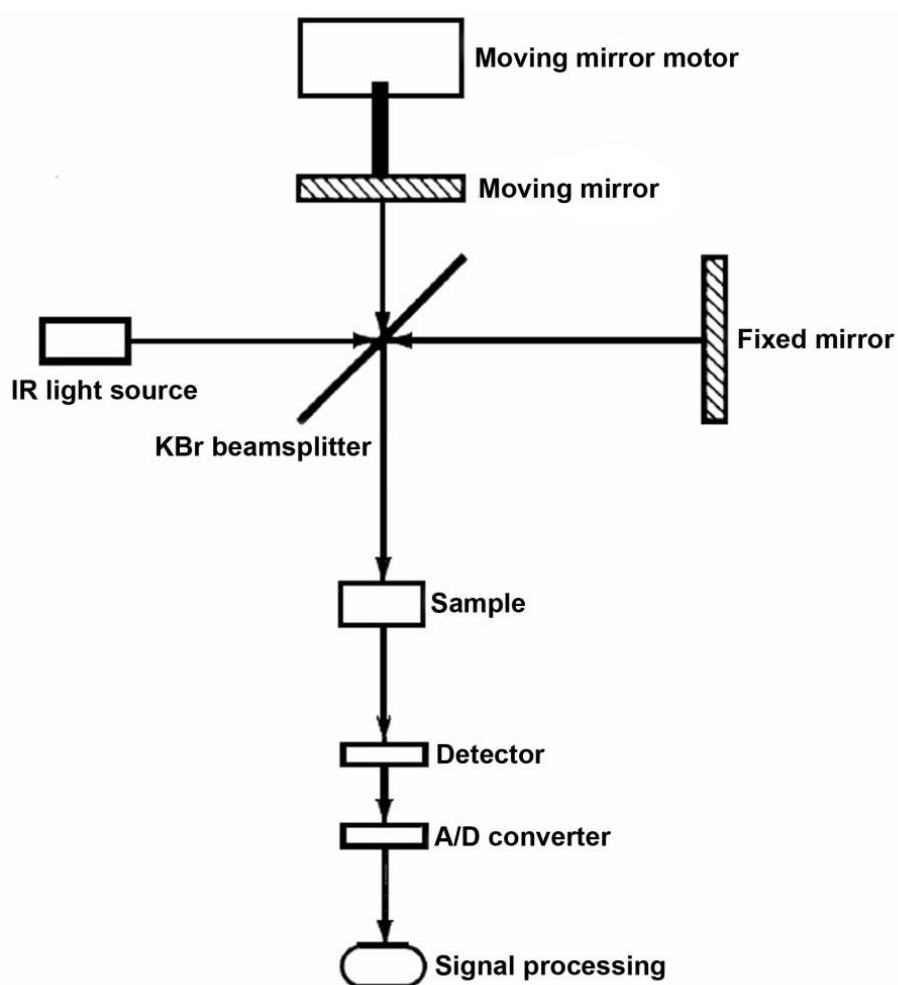 Moving mirror motor
Moving mirror
Fixed mirror
IR light source
KBr beamsplitter
Sample
Detector
A/D converter
Signal processing